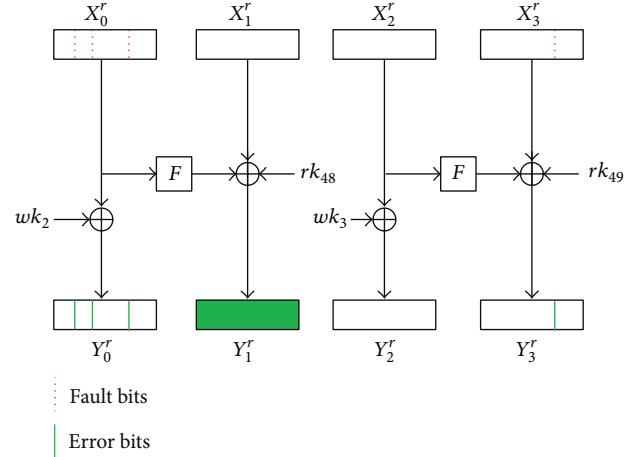 X_0^r X_1^r X_2^r X_3^r
F rk_48 F rk_49
wk_2 wk_3
Y_0^r Y_1^r Y_2^r Y_3^r
Fault bits
Error bits